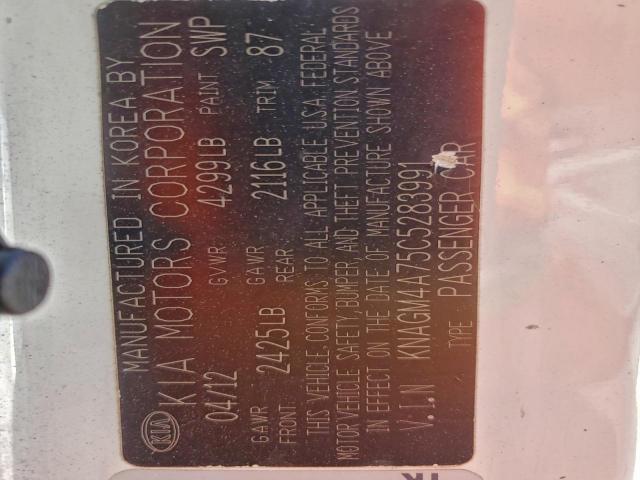 MANUFACTURED IN KOREA BY
KIA KIA MOTORS CORPORATION
04/12 GVWR 4299LB PAINT SWP
GAWR FRONT 2425LB GAWR REAR 2116LB TRIM 87
THIS VEHICLE CONFORMS TO ALL APPLICABLE U.S.A. FEDERAL
MOTOR VEHICLE SAFETY, BUMPER, AND THEFT PREVENTION STANDARDS
IN EFFECT ON THE DATE OF MANUFACTURE SHOWN ABOVE
V.I.N KNAGM4A75C5283991
TYPE PASSENGER CAR